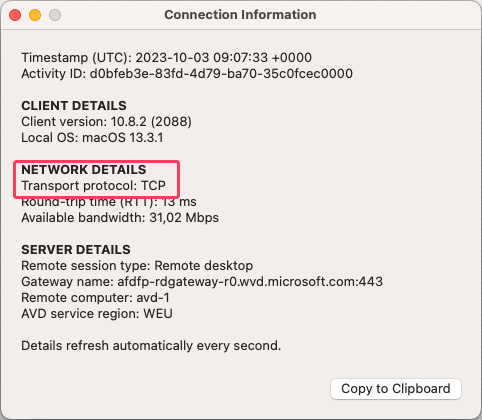 Connection Information
Timestamp (UTC): 2023-10-03 09:07:33 +0000
Activity ID: d0bfeb3e-83fd-4d79-ba70-35c0fcec0000
CLIENT DETAILS
Client version: 10.8.2 (2088)
Local OS: macOS 13.3.1
NETWORK DETAILS
Transport protocol: TCP
Round-trip time (RTT): 13 ms
Available bandwidth: 31,02 Mbps
SERVER DETAILS
Remote session type: Remote desktop
Gateway name: afdfp-rdgateway-r0.wvd.microsoft.com:443
Remote computer: avd-1
AVD service region: WEU
Details refresh automatically every second.
Copy to Clipboard